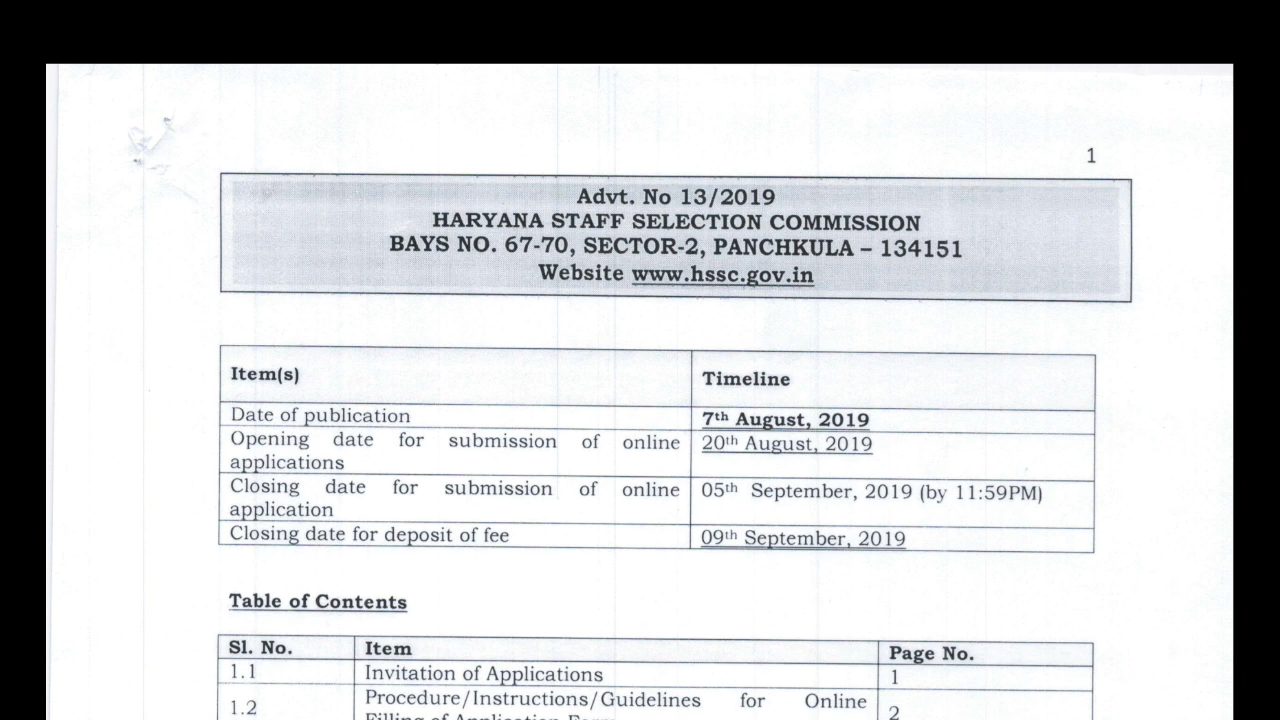 1
Advt. No 13/2019
HARYANA STAFF SELECTION COMMISSION
BAYS NO. 67-70, SECTOR-2, PANCHKULA – 134151
Website www.hssc.gov.in
Item(s) Timeline
Date of publication 7th August, 2019
Opening date for submission of online 20th August, 2019
applications
Closing date for submission of online 05th September, 2019 (by 11:59PM)
application
Closing date for deposit of fee 09th September, 2019
Table of Contents
Sl. No. Item Page No.
1.1 Invitation of Applications 1
1.2 Procedure/Instructions/Guidelines for Online 2
Filling of Application Form